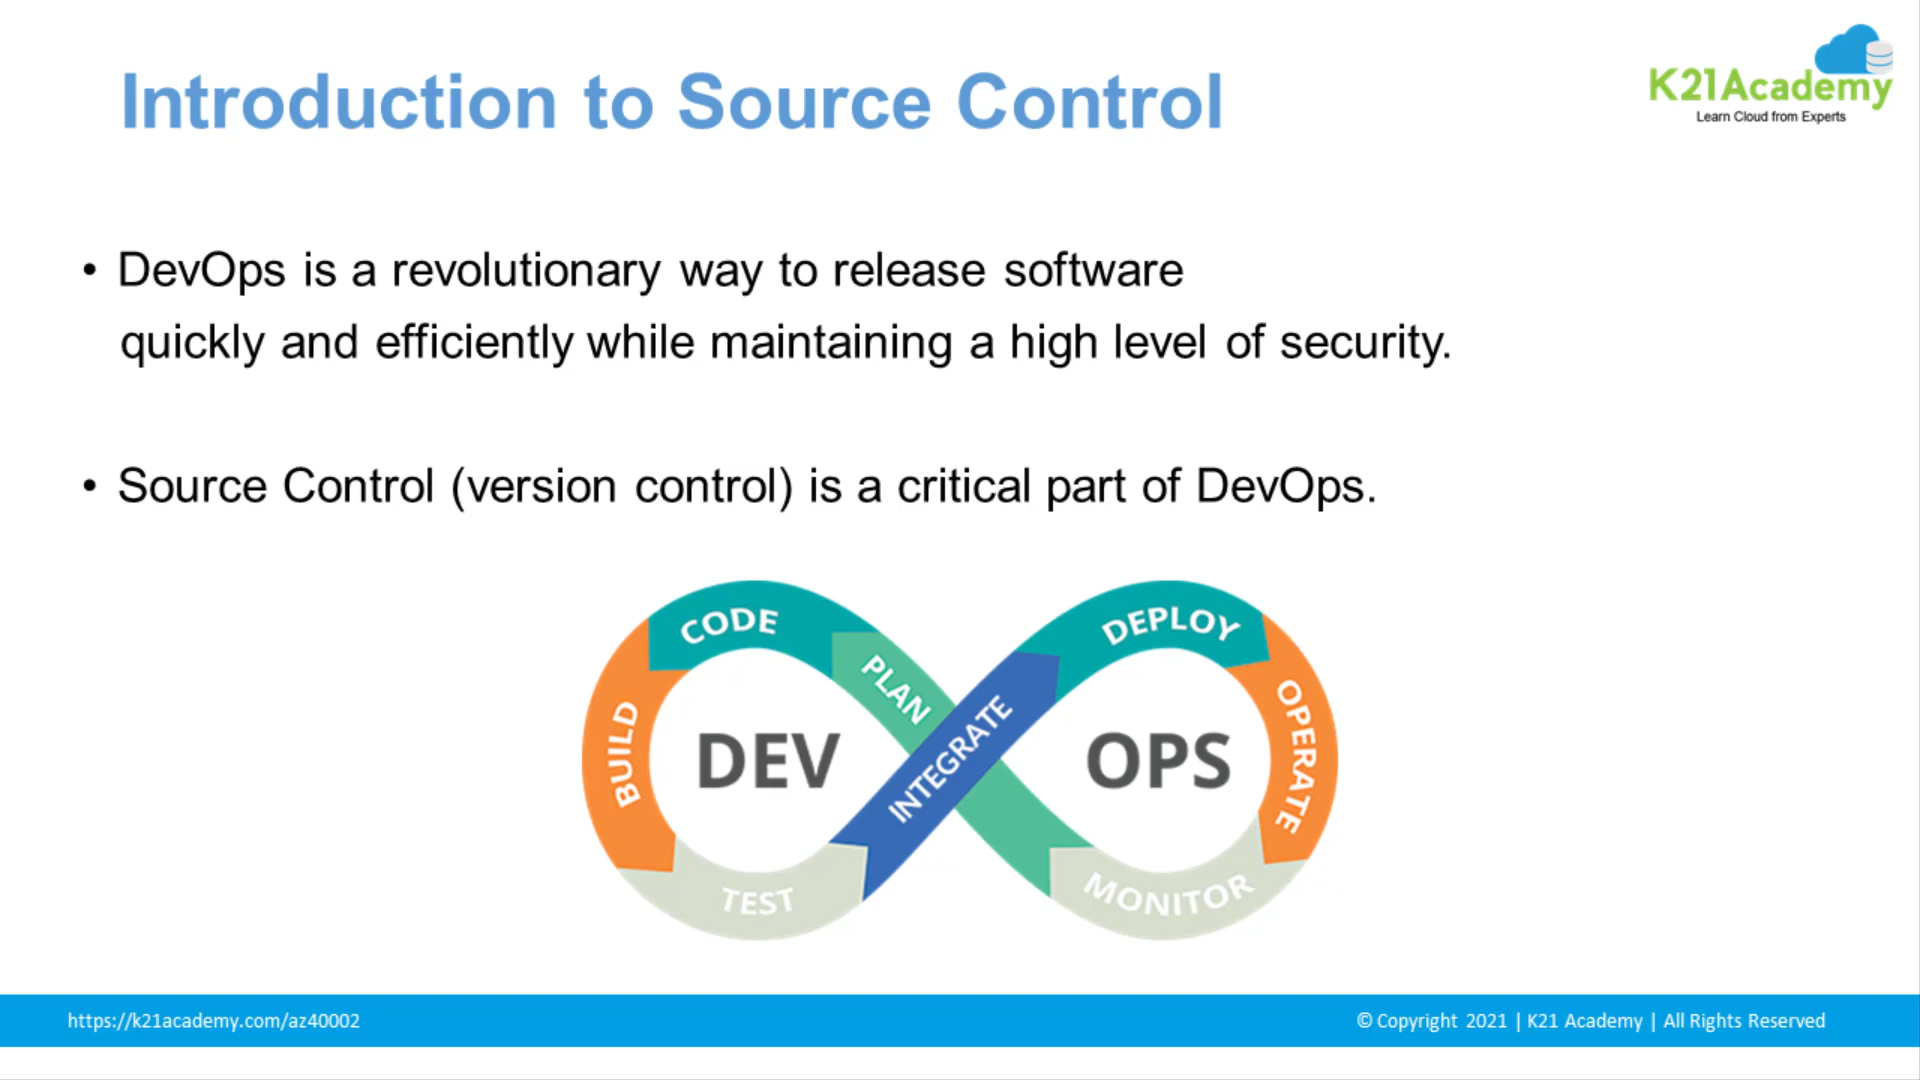 Introduction to Source Control
K21Academy
Learn Cloud from Experts
• DevOps is a revolutionary way to release software
quickly and efficiently while maintaining a high level of security.
• Source Control (version control) is a critical part of DevOps.
CODE
PLAN
BUILD
DEV
TEST
INTEGRATE
DEPLOY
OPS
OPERATE
MONITOR
https://k21academy.com/az40002
© Copyright 2021 | K21 Academy | All Rights Reserved